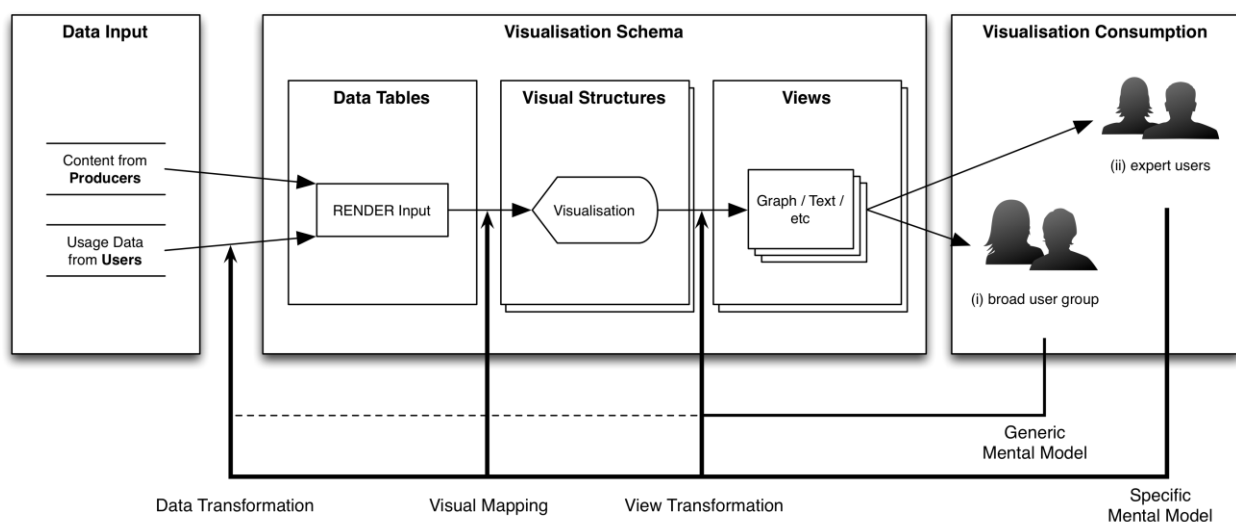 Data Input
Visualisation Schema
Visualisation Consumption
Data Tables
Visual Structures
Views
Content from
Producers
Usage Data
from Users
RENDER Input
Visualisation
Graph / Text /
etc
(ii) expert users
(i) broad user group
Generic
Mental Model
Data Transformation
Visual Mapping
View Transformation
Specific
Mental Model